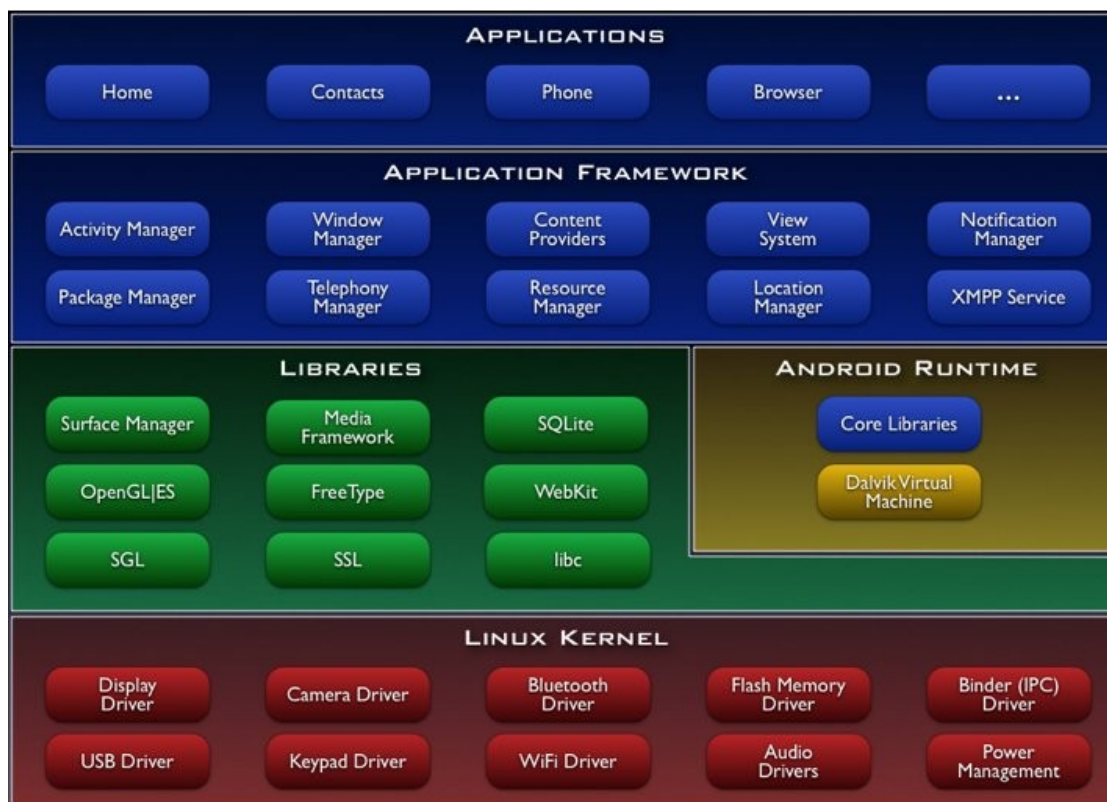 APPLICATIONS
Home
Contacts
Phone
Browser
...
APPLICATION FRAMEWORK
Activity Manager
Window
Manager
Content
Providers
View
System
Notification
Manager
Package Manager
Telephony
Manager
Resource
Manager
Location
Manager
XMPP Service
LIBRARIES
Surface Manager
Media
Framework
SQLite
OpenGL|ES
FreeType
WebKit
SGL
SSL
libc
ANDROID RUNTIME
Core Libraries
Dalvik Virtual
Machine
LINUX KERNEL
Display
Driver
Camera Driver
Bluetooth
Driver
Flash Memory
Driver
Binder (IPC)
Driver
USB Driver
Keypad Driver
WiFi Driver
Audio
Drivers
Power
Management